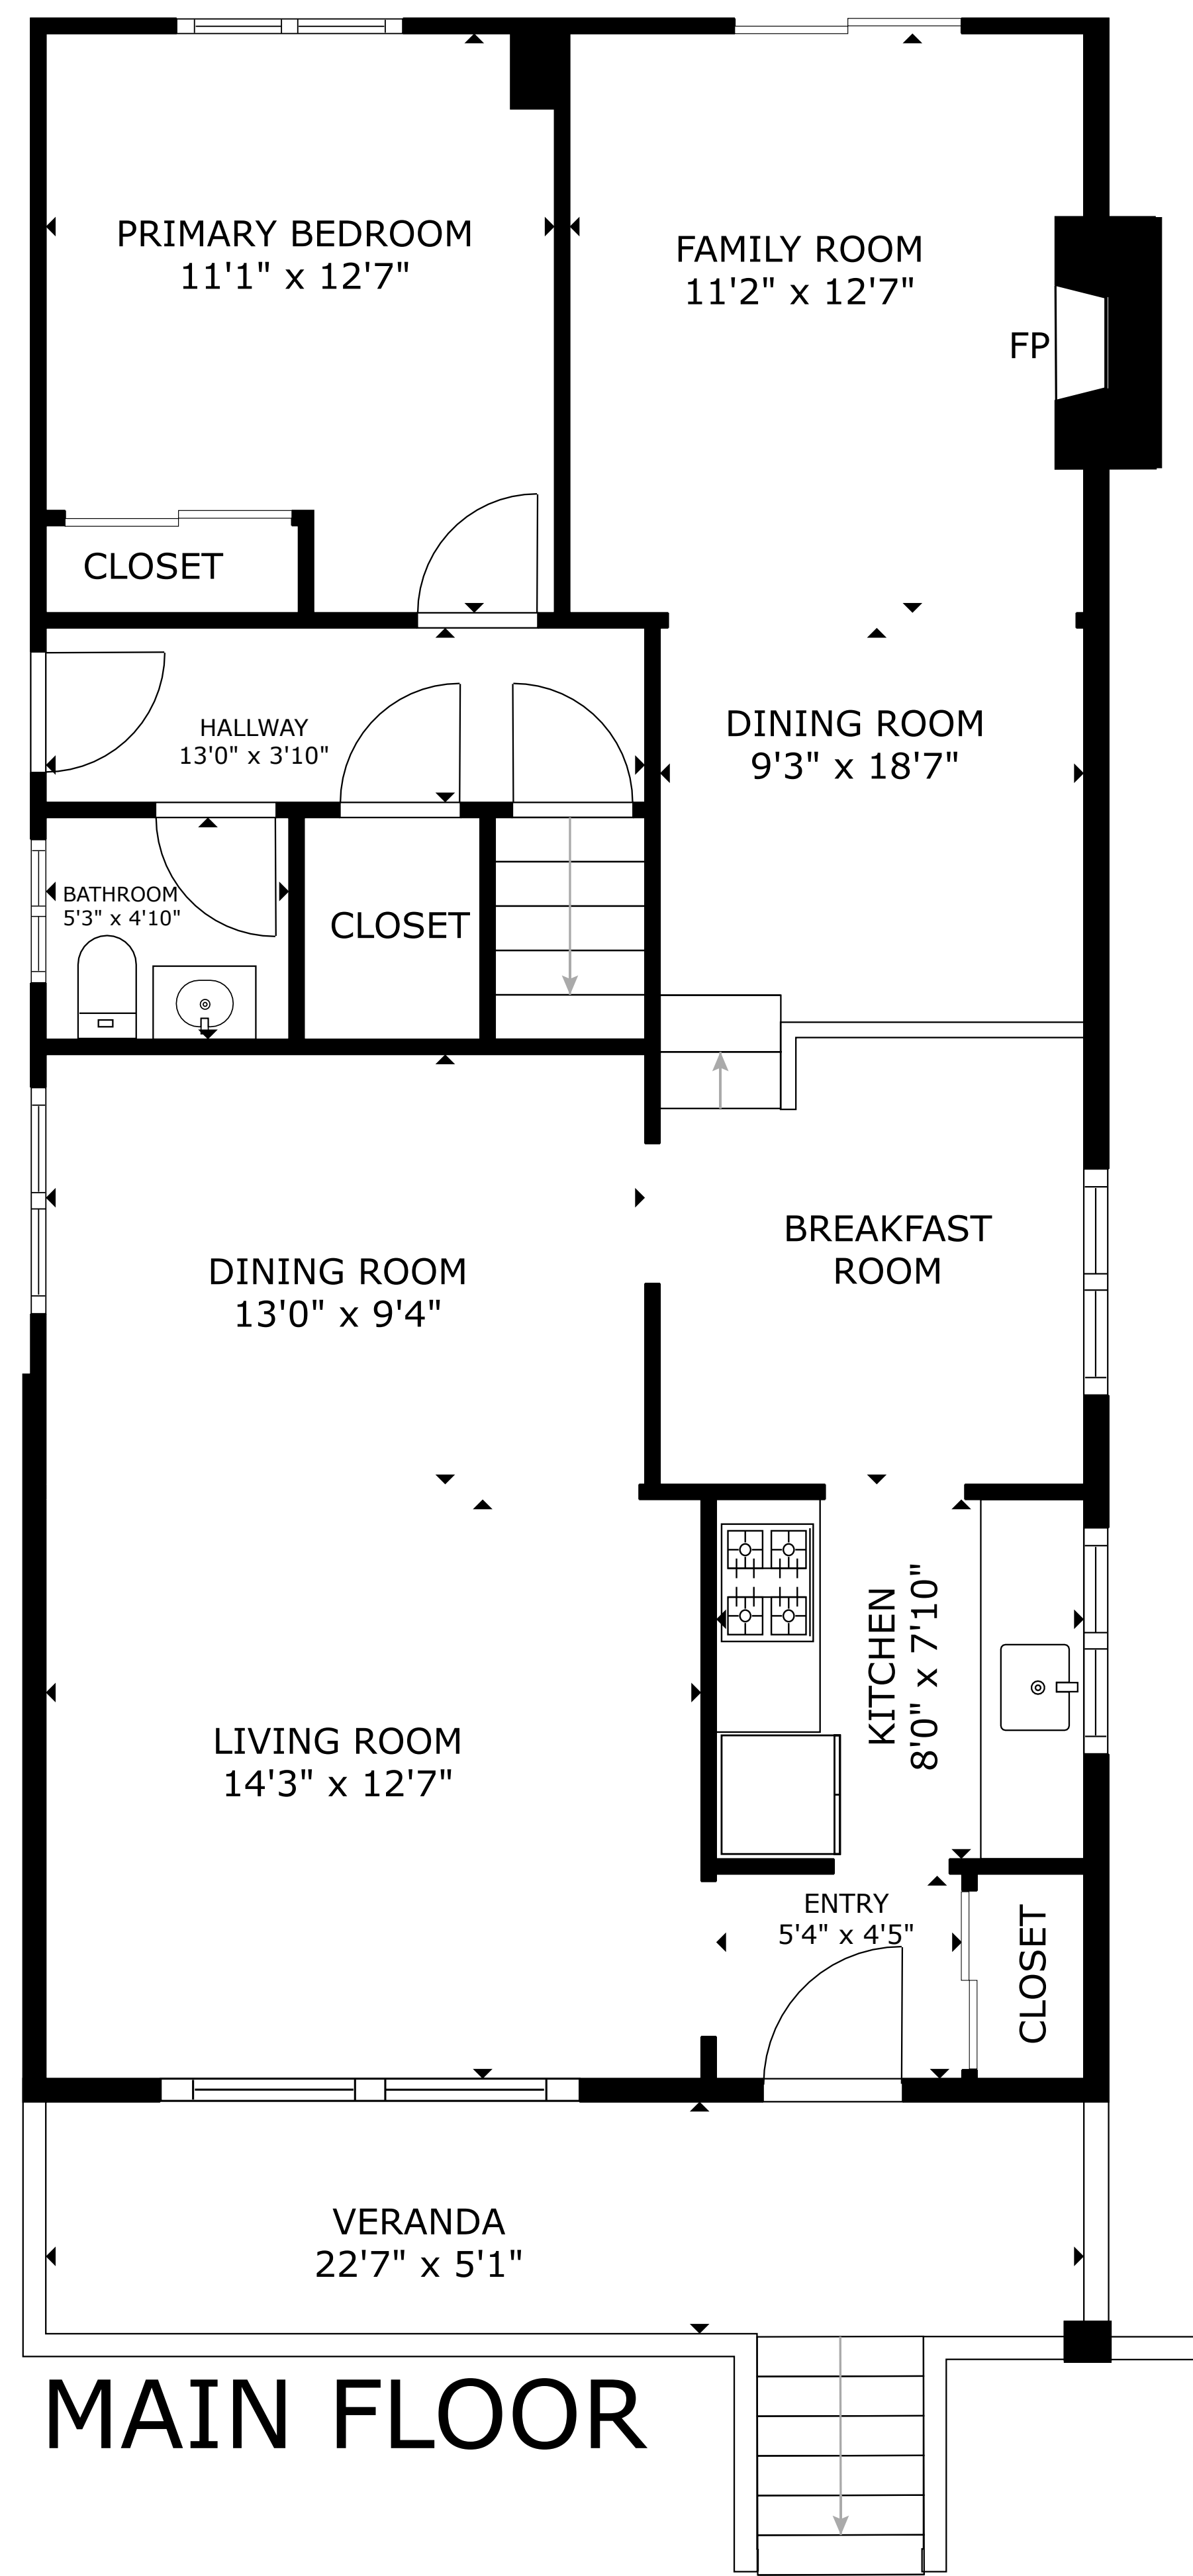 PRIMARY BEDROOM
11'1" x 12'7"
FAMILY ROOM
11'2" x 12'7"
FP
CLOSET
HALLWAY
13'0" x 3'10"
DINING ROOM
9'3" x 18'7"
BATHROOM
5'3" x 4'10"
CLOSET
DINING ROOM
13'0" x 9'4"
BREAKFAST
ROOM
KITCHEN
8'0" x 7'10"
LIVING ROOM
14'3" x 12'7"
ENTRY
5'4" x 4'5"
CLOSET
VERANDA
22'7" x 5'1"
MAIN FLOOR